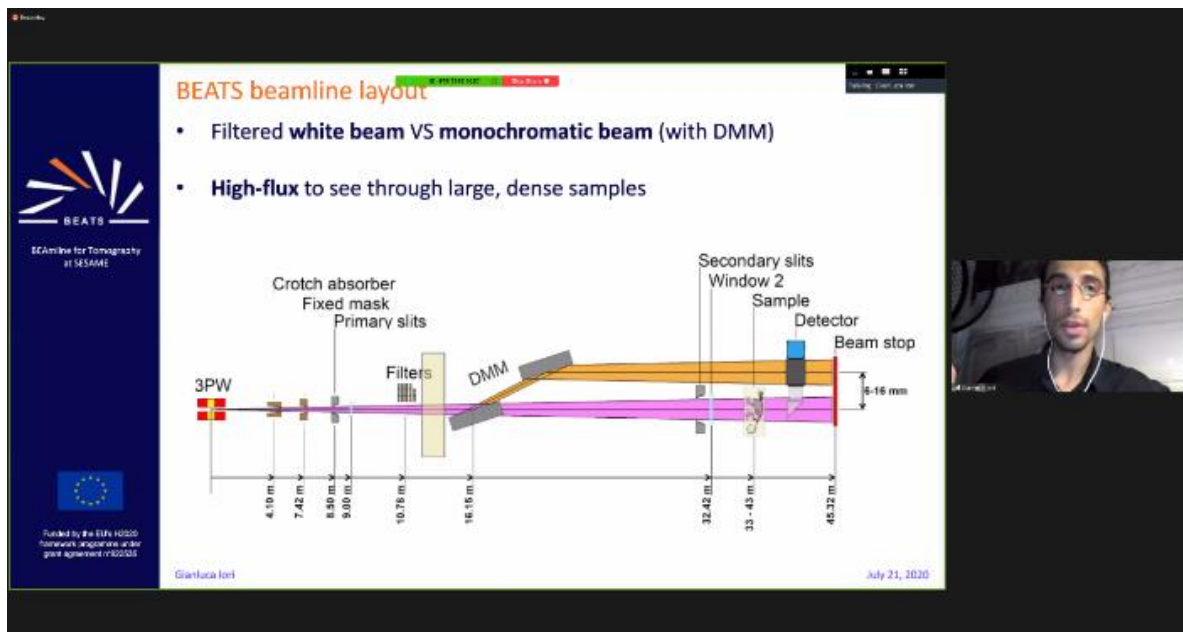 BEATS beamline layout
• Filtered white beam VS monochromatic beam (with DMM)
• High-flux to see through large, dense samples
BEATS
BEAmline for Tomography
at SESAME
Crotch absorber
Fixed mask
Primary slits
Secondary slits
Window 2
Sample
Detector
Beam stop
3PW
Filters
DMM
6-16 mm
4.10 m
7.42 m
8.50 m
9.00 m
10.78 m
16.15 m
32.42 m
33 - 43 m
45.32 m
Funded by the EU's H2020
framework programme under
grant agreement n°822535
Gianluca Iori
July 21, 2020